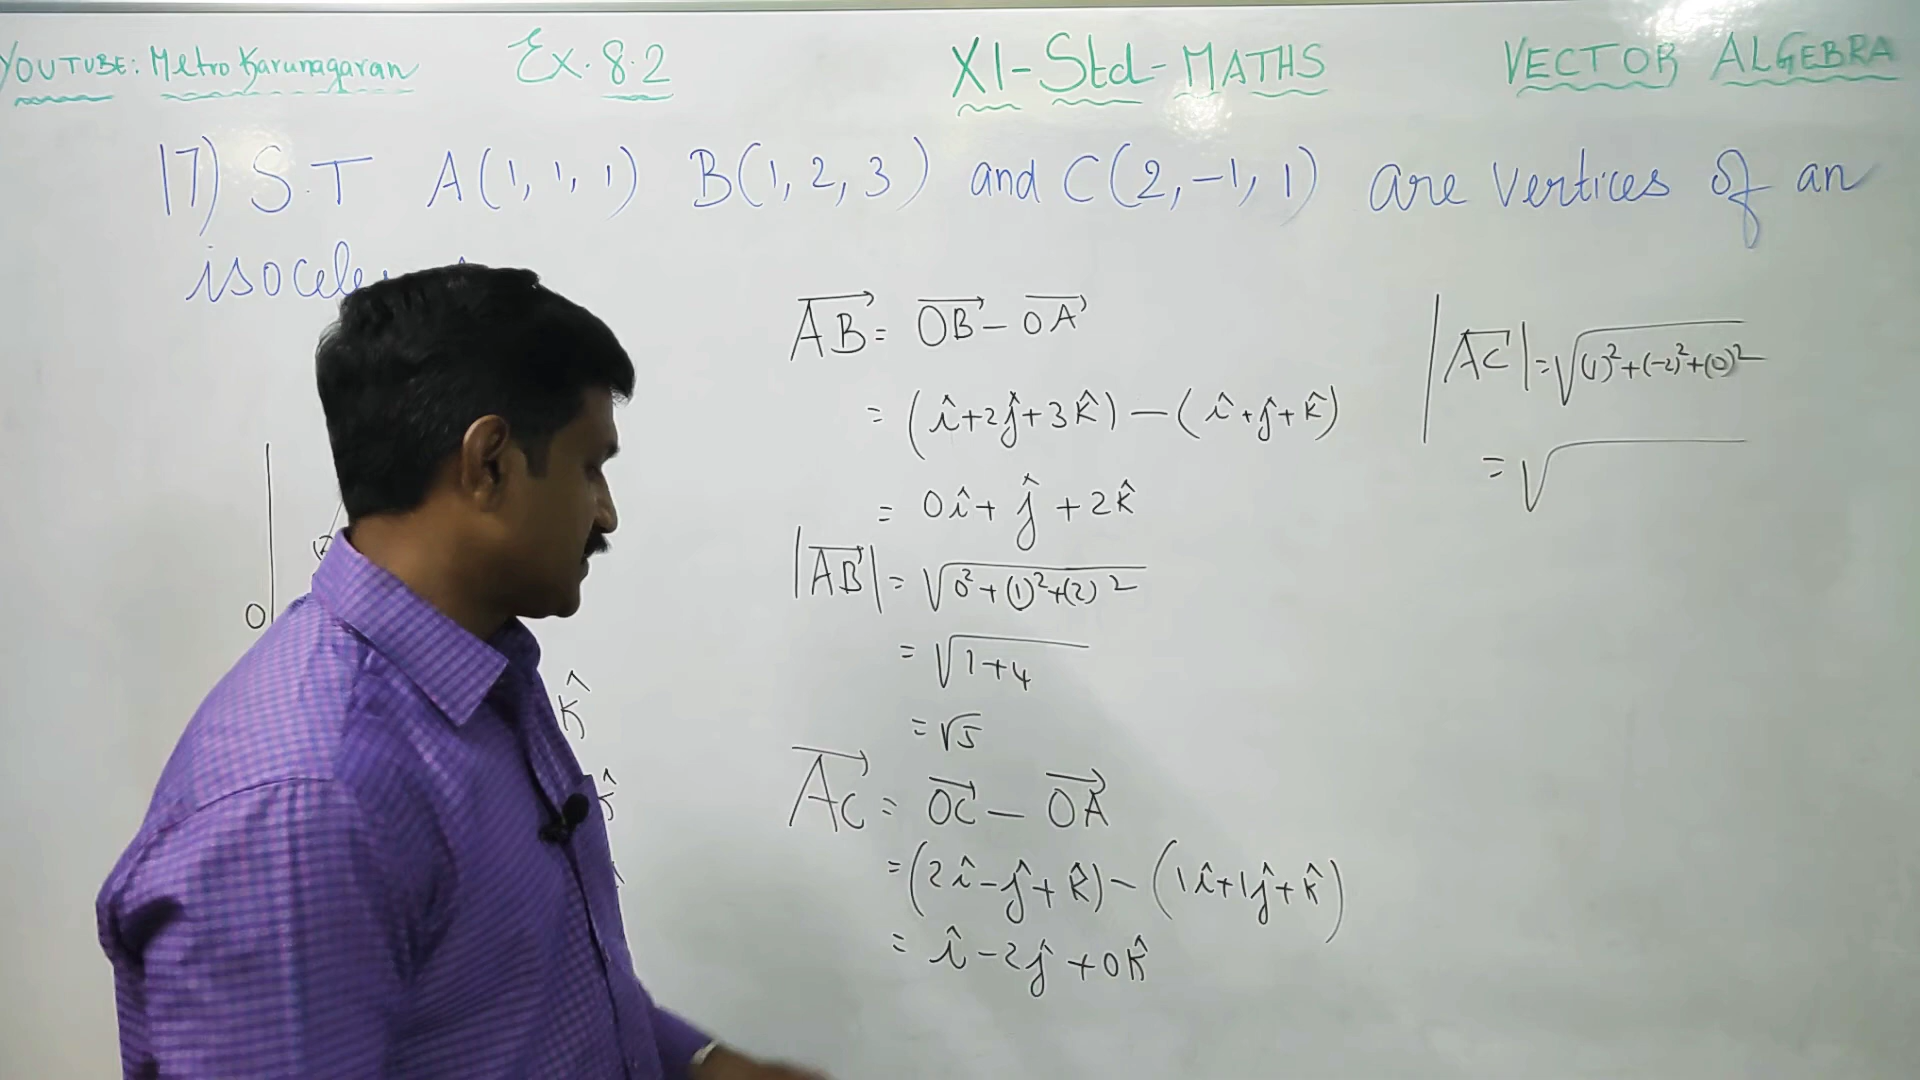 YOUTUBE: Metro Karunagaran Ex. 8.2 XI-Std-MATHS VECTOR ALGEBRA
17) S.T A(1, 1, 1) B(1, 2, 3) and C(2, -1, 1) are vertices of an
AB→ = OB→ - OA→
= (î+2ĵ+3k̂) - (î+ĵ+k̂)
= 0î + ĵ + 2k̂
|AB→| = √(0²+(1)²+(2)²)
= √(1+4)
= √5
AC→ = OC→ - OA→
= (2î-ĵ+k̂) - (1î+1ĵ+k̂)
= î-2ĵ+0k̂
|AC→| = √((1)²+(-2)²+(0)²)
= √
O
k̂